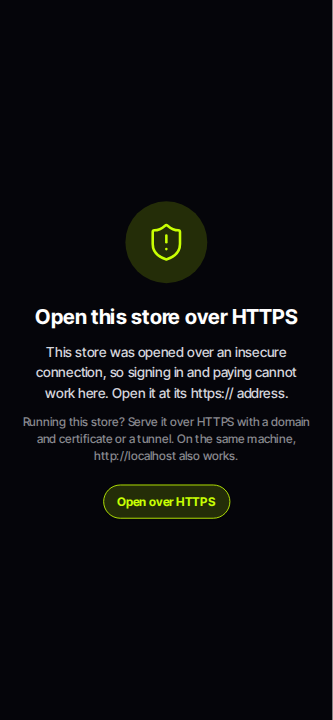 Open this store over HTTPS
This store was opened over an insecure
connection, so signing in and paying cannot
work here. Open it at its https:// address.
Running this store? Serve it over HTTPS with a domain
and certificate or a tunnel. On the same machine,
http://localhost also works.
Open over HTTPS